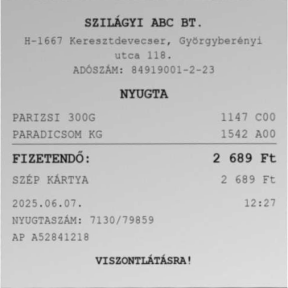 SZILÁGYI ABC BT.
H-1667 Keresztdevecser, Györgyberényi
utca 118.
ADÓSZÁM: 84919001-2-23
NYUGTA
PARIZSI 300G 1147 C00
PARADICSOM KG 1542 A00
FIZETENDŐ: 2 689 Ft
SZÉP KÁRTYA 2 689 Ft
2025.06.07. 12:27
NYUGTASZÁM: 7130/79859
AP A52841218
VISZONTLÁTÁSRA!